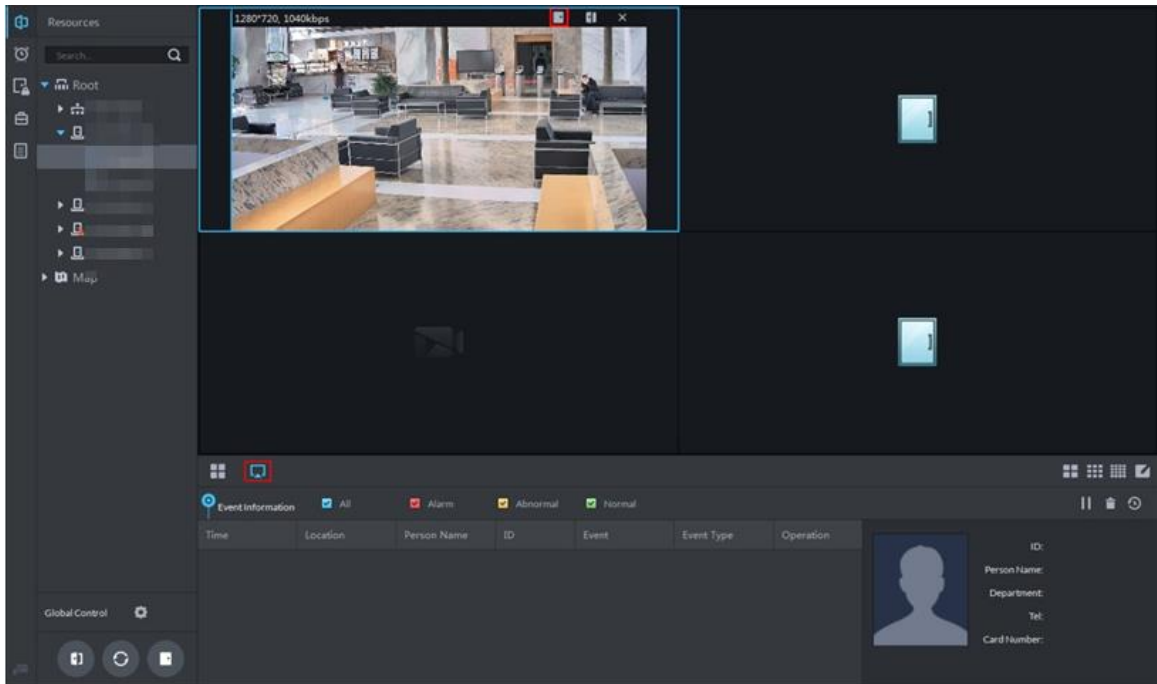 Resources
1280*720, 1040kbps
Search...
Root
Map
Event Information
All
Alarm
Abnormal
Normal
Time
Location
Person Name
ID
Event
Event Type
Operation
ID:
Person Name:
Department:
Tel:
Card Number:
Global Control